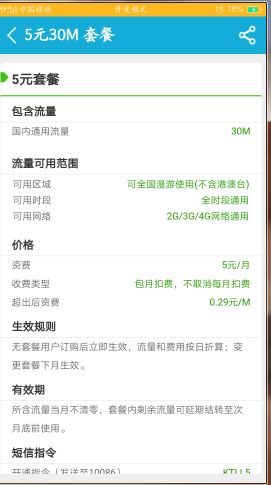 中国移动 开发模式 78%
5元30M 套餐
5元套餐
包含流量
国内通用流量 30M
流量可用范围
可用区域 可全国漫游使用(不含港澳台)
可用时段 全时段通用
可用网络 2G/3G/4G网络通用
价格
资费 5元/月
收费类型 包月扣费，不取消每月扣费
超出后资费 0.29元/M
生效规则
无套餐用户订购后立即生效，流量和费用按日折算；变
更套餐下月生效。
有效期
所含流量当月不清零，套餐内剩余流量可延期结转至次
月底前使用。
短信指令
开通指令（发送至10086） KTLL5